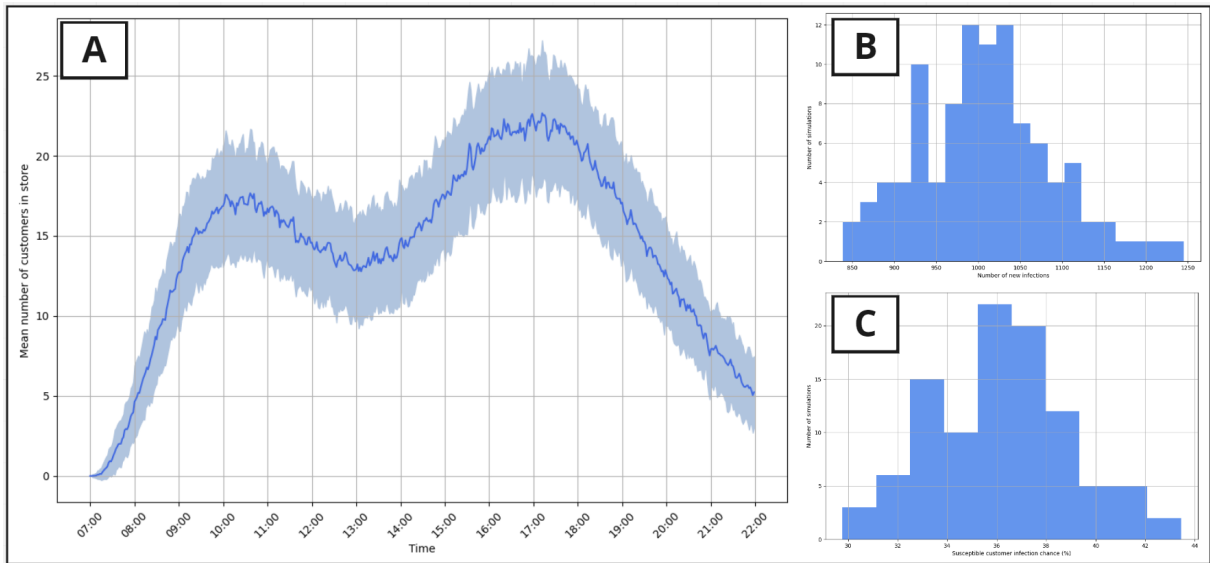 A
Mean number of customers in store
25
20
15
10
5
0
07:00 08:00 09:00 10:00 11:00 12:00 13:00 14:00 15:00 16:00 17:00 18:00 19:00 20:00 21:00 22:00
Time
B
Number of simulations
12
10
8
6
4
2
0
850 900 950 1000 1050 1100 1150 1200 1250
Number of new infections
C
Number of simulations
20
15
10
5
0
30 32 34 36 38 40 42 44
Susceptible customer infection chance (%)